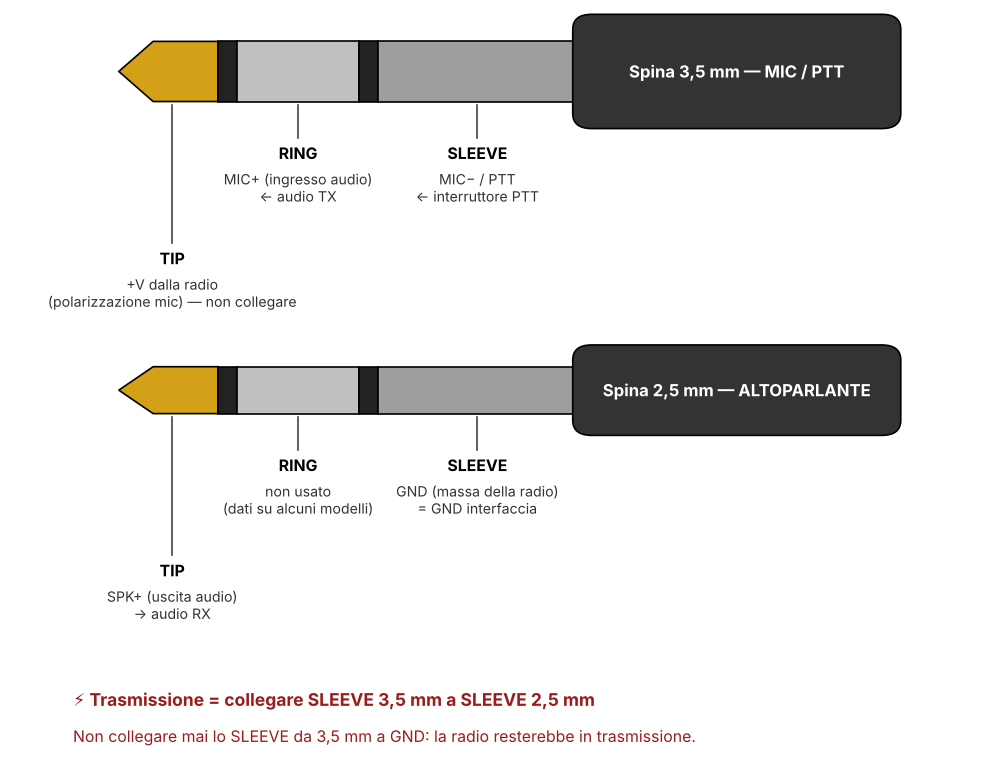 Spina 3,5 mm — MIC / PTT
RING
MIC+ (ingresso audio)
← audio TX
SLEEVE
MIC− / PTT
← interruttore PTT
TIP
+V dalla radio
(polarizzazione mic) — non collegare
Spina 2,5 mm — ALTOPARLANTE
RING
non usato
(dati su alcuni modelli)
SLEEVE
GND (massa della radio)
= GND interfaccia
TIP
SPK+ (uscita audio)
→ audio RX
⚡ Trasmissione = collegare SLEEVE 3,5 mm a SLEEVE 2,5 mm
Non collegare mai lo SLEEVE da 3,5 mm a GND: la radio resterebbe in trasmissione.